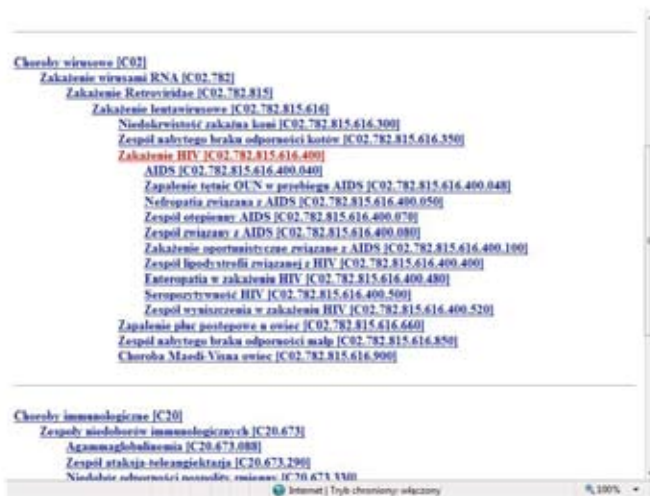 Choroby wirusowe [C02]
Zakażenie wirusami RNA [C02.782]
Zakażenie Retroviridae [C02.782.815]
Zakażenie lentawirusowe [C02.782.815.616]
Niedokrwistość zakaźna koni [C02.782.815.616.300]
Zespół nabytego braku odporności kotów [C02.782.815.616.350]
Zakażenie HIV [C02.782.815.616.400]
AIDS [C02.782.815.616.400.040]
Zapalenie tętnic OUN w przebiegu AIDS [C02.782.815.616.400.048]
Nefropatia związana z AIDS [C02.782.815.616.400.050]
Zespół otępienny AIDS [C02.782.815.616.400.070]
Zespół związany z AIDS [C02.782.815.616.400.080]
Zakażenie oportunistyczne związane z AIDS [C02.782.815.616.400.100]
Zespół lipodystrofii związanej z HIV [C02.782.815.616.400.400]
Enteropatia w zakażeniu HIV [C02.782.815.616.400.480]
Seropozytywność HIV [C02.782.815.616.400.500]
Zespół wyniszczenia w zakażeniu HIV [C02.782.815.616.400.520]
Zapalenie płuc postępowe u owiec [C02.782.815.616.660]
Zespół nabytego braku odporności małp [C02.782.815.616.850]
Choroba Maedi-Visna owiec [C02.782.815.616.900]
Choroby immunologiczne [C20]
Zespoły niedoborów immunologicznych [C20.673]
Agammaglobulinemia [C20.673.088]
Zespół ataksja-teleangiektazja [C20.673.290]
Niedobór odporności pospolity zmienny [C20.673.330]
Internet | Tryb chroniony: włączony
100%